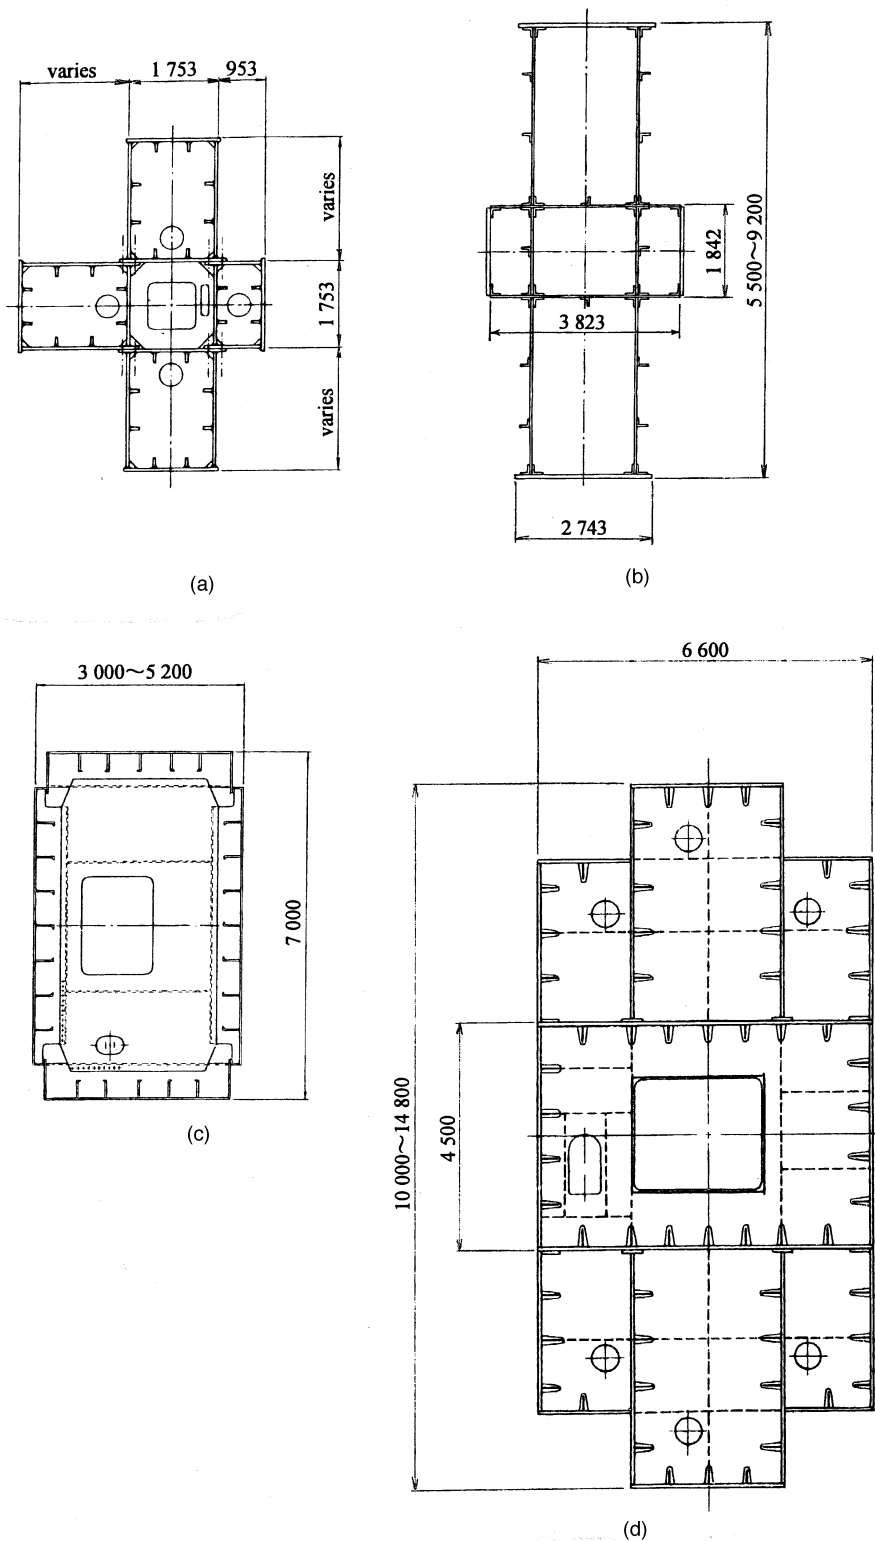 varies
1 753
953
varies
1 753
varies
(a)
5 500～9 200
1 842
3 823
2 743
(b)
3 000～5 200
7 000
(c)
6 600
10 000～14 800
4 500
(d)